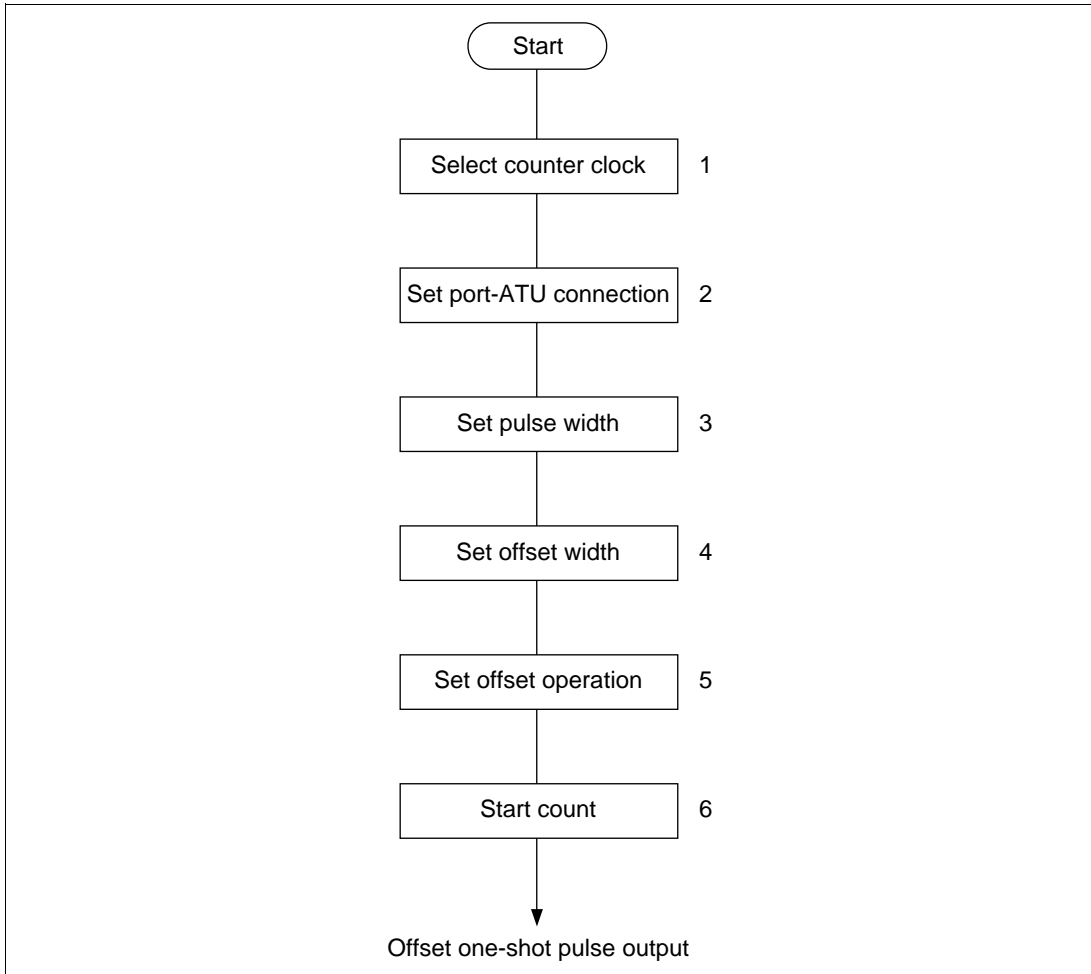 Start
Select counter clock 1
Set port-ATU connection 2
Set pulse width 3
Set offset width 4
Set offset operation 5
Start count 6
Offset one-shot pulse output